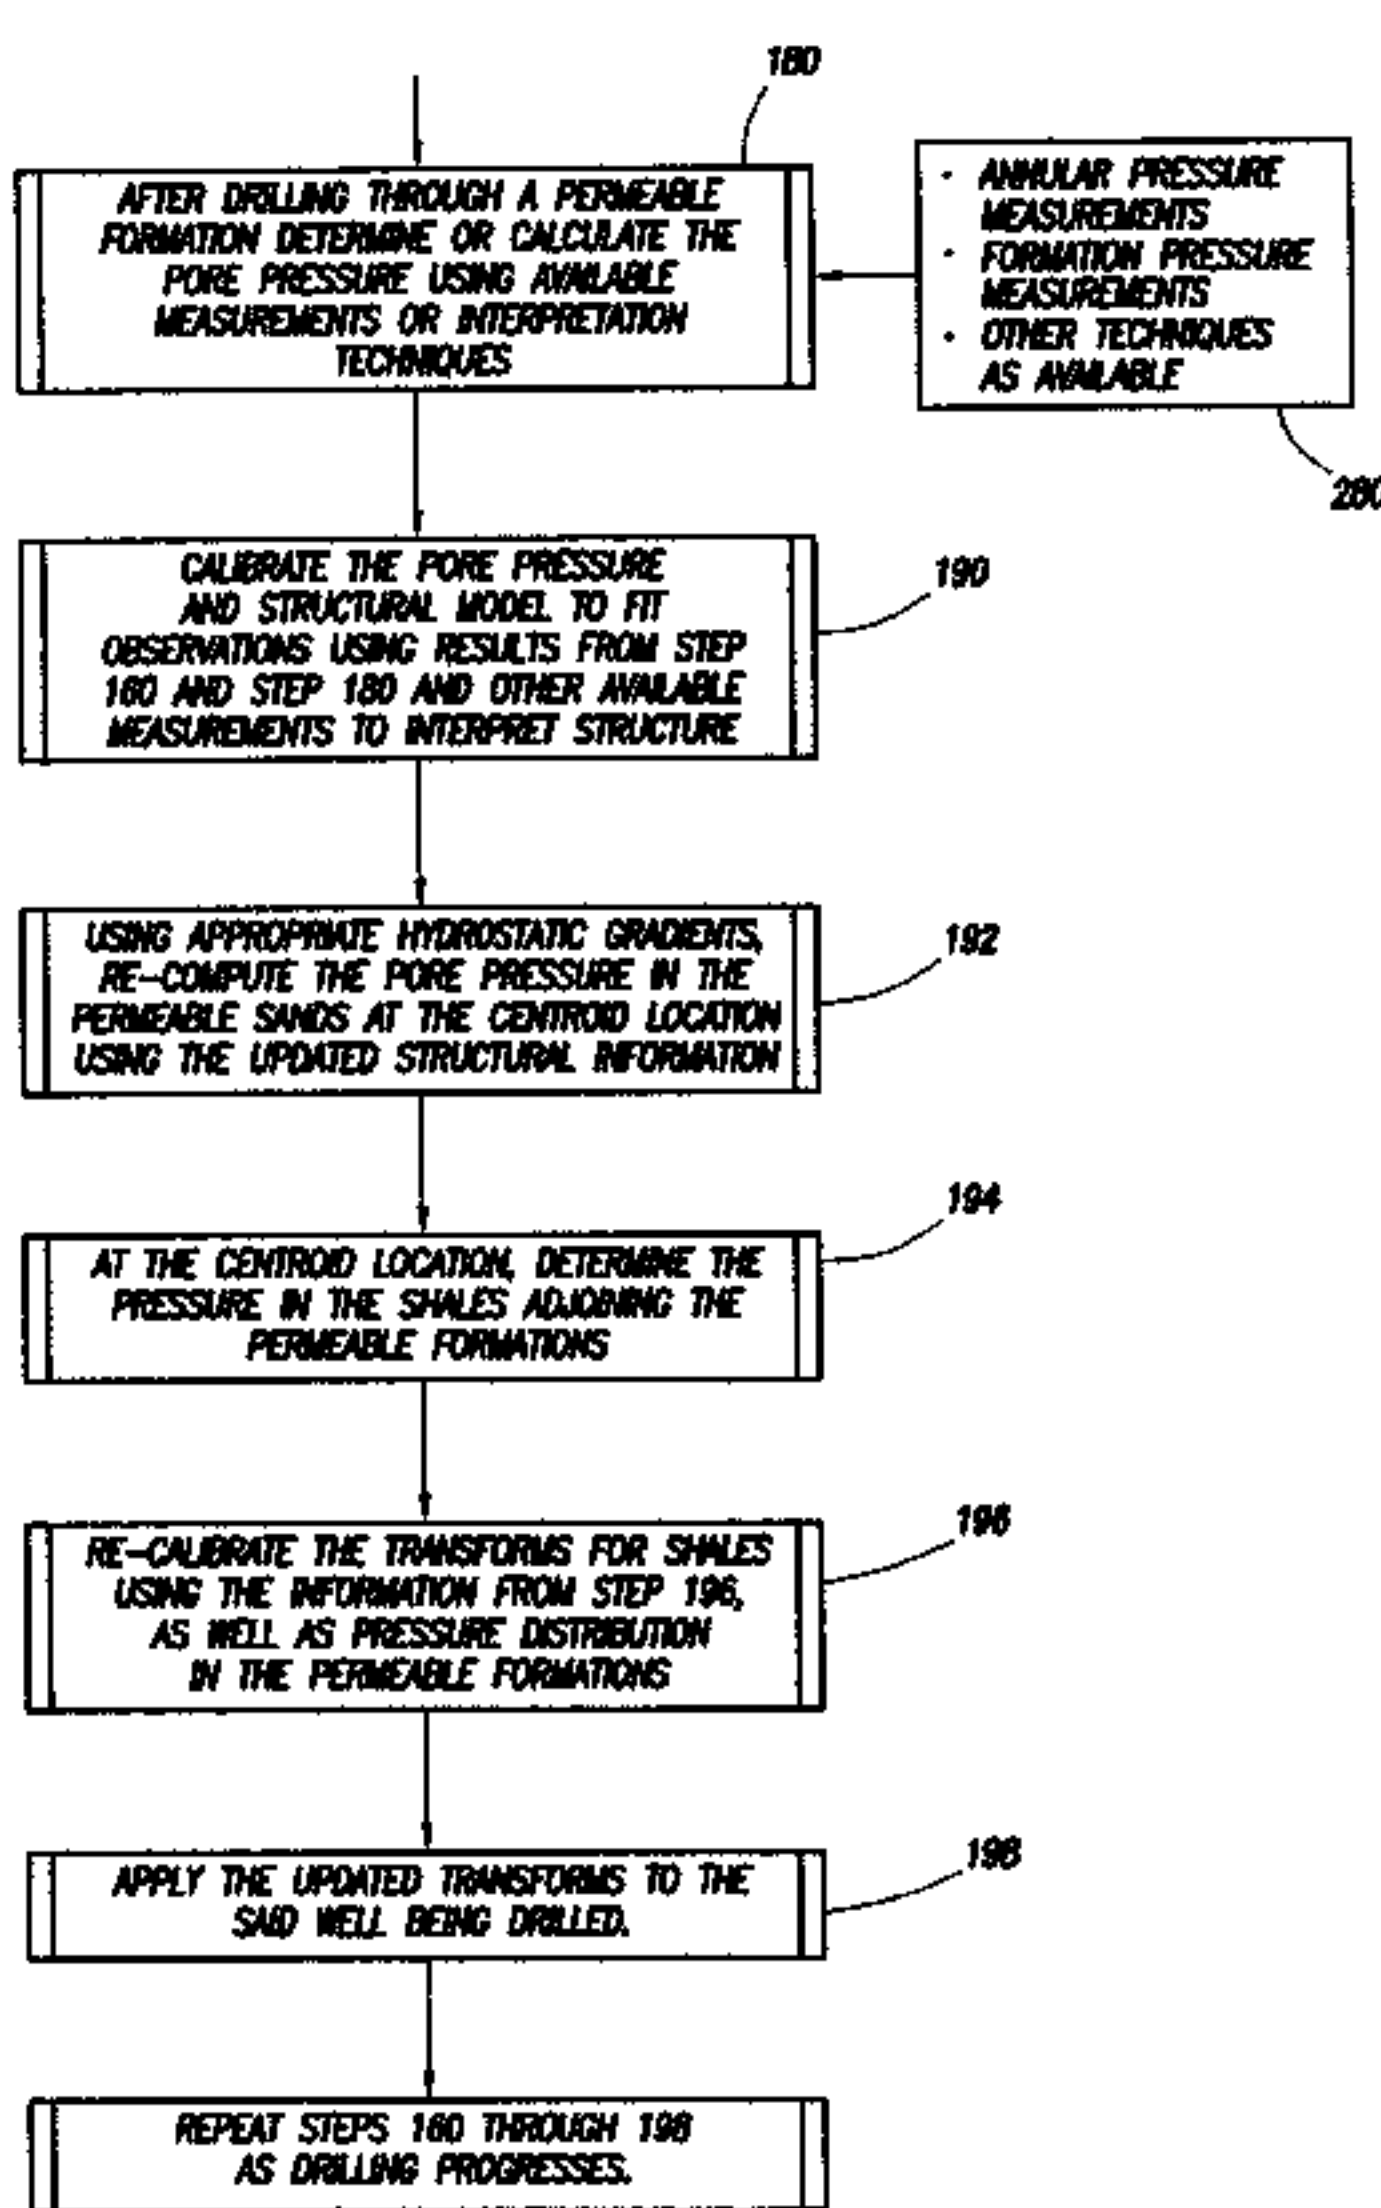 180
AFTER DRILLING THROUGH A PERMEABLE
FORMATION DETERMINE OR CALCULATE THE
PORE PRESSURE USING AVAILABLE
MEASUREMENTS OR INTERPRETATION
TECHNIQUES
· ANNULAR PRESSURE
MEASUREMENTS
· FORMATION PRESSURE
MEASUREMENTS
· OTHER TECHNIQUES
AS AVAILABLE
CALIBRATE THE PORE PRESSURE
AND STRUCTURAL MODEL TO FIT
OBSERVATIONS USING RESULTS FROM STEP
160 AND STEP 180 AND OTHER AVAILABLE
MEASUREMENTS TO INTERPRET STRUCTURE
190
USING APPROPRIATE HYDROSTATIC GRADIENTS,
RE-COMPUTE THE PORE PRESSURE IN THE
PERMEABLE SANDS AT THE CENTROID LOCATION
USING THE UPDATED STRUCTURAL INFORMATION
192
AT THE CENTROID LOCATION, DETERMINE THE
PRESSURE IN THE SHALES ADJOINING THE
PERMEABLE FORMATIONS
194
RE-CALIBRATE THE TRANSFORMS FOR SHALES
USING THE INFORMATION FROM STEP 196,
AS WELL AS PRESSURE DISTRIBUTION
IN THE PERMEABLE FORMATIONS
196
APPLY THE UPDATED TRANSFORMS TO THE
SAID WELL BEING DRILLED.
198
REPEAT STEPS 160 THROUGH 198
AS DRILLING PROGRESSES.